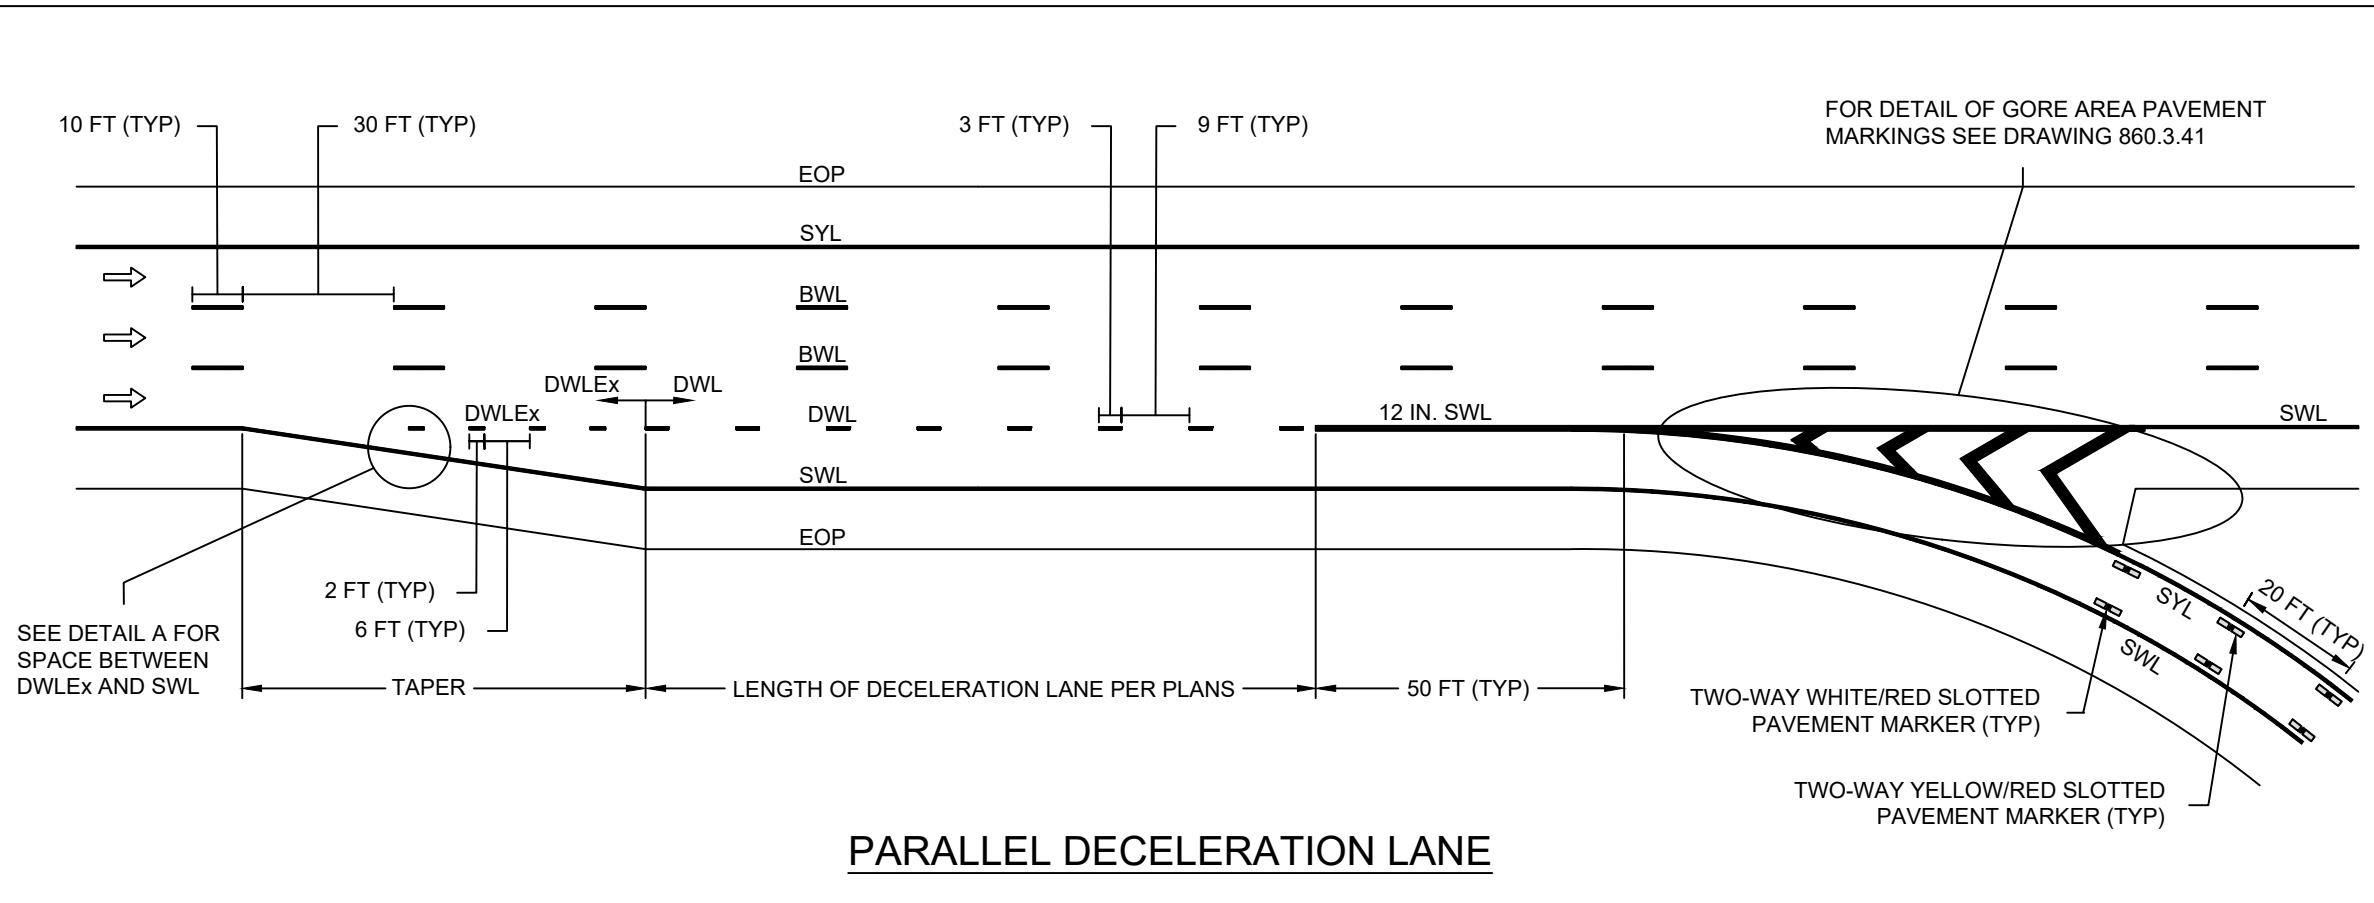 10 FT (TYP)
30 FT (TYP)
3 FT (TYP)
9 FT (TYP)
FOR DETAIL OF GORE AREA PAVEMENT
MARKINGS SEE DRAWING 860.3.41
EOP
SYL
BWL
BWL
DWLEx
DWL
DWLEx
DWL
12 IN. SWL
SWL
SWL
EOP
2 FT (TYP)
6 FT (TYP)
SEE DETAIL A FOR
SPACE BETWEEN
DWLEx AND SWL
TAPER
LENGTH OF DECELERATION LANE PER PLANS
50 FT (TYP)
SYL
20 FT (TYP)
SWL
TWO-WAY WHITE/RED SLOTTED
PAVEMENT MARKER (TYP)
TWO-WAY YELLOW/RED SLOTTED
PAVEMENT MARKER (TYP)
PARALLEL DECELERATION LANE